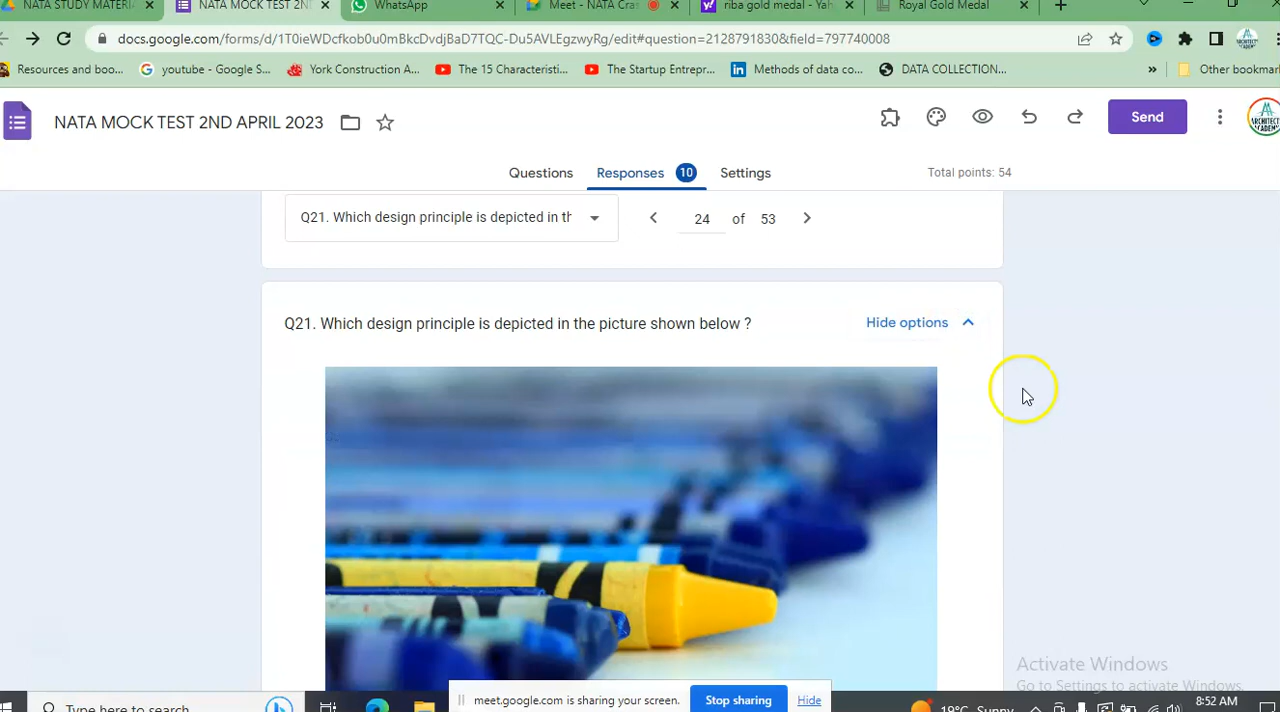 NATA STUDY MATERI
NATA MOCK TEST 2N
WhatsApp
Meet - NATA Cras
riba gold medal - Yah
Royal Gold Medal
docs.google.com/forms/d/1T0ieWDcfkob0u0mBkcDvdjBaD7TQC-Du5AVLEgzwyRg/edit#question=2128791830&field=797740008
Resources and boo...
youtube - Google S...
York Construction A...
The 15 Characteristi...
The Startup Entrepr...
Methods of data co...
DATA COLLECTION...
»
Other bookmar
NATA MOCK TEST 2ND APRIL 2023
Send
ARCHITECTS
ACADEMY
Questions
Responses 10
Settings
Total points: 54
Q21. Which design principle is depicted in th
24 of 53
Q21. Which design principle is depicted in the picture shown below ?
Hide options
Activate Windows
Go to Settings to activate Windows.
meet.google.com is sharing your screen.
Stop sharing
Hide
Type here to search
19°C Sunny
8:52 AM